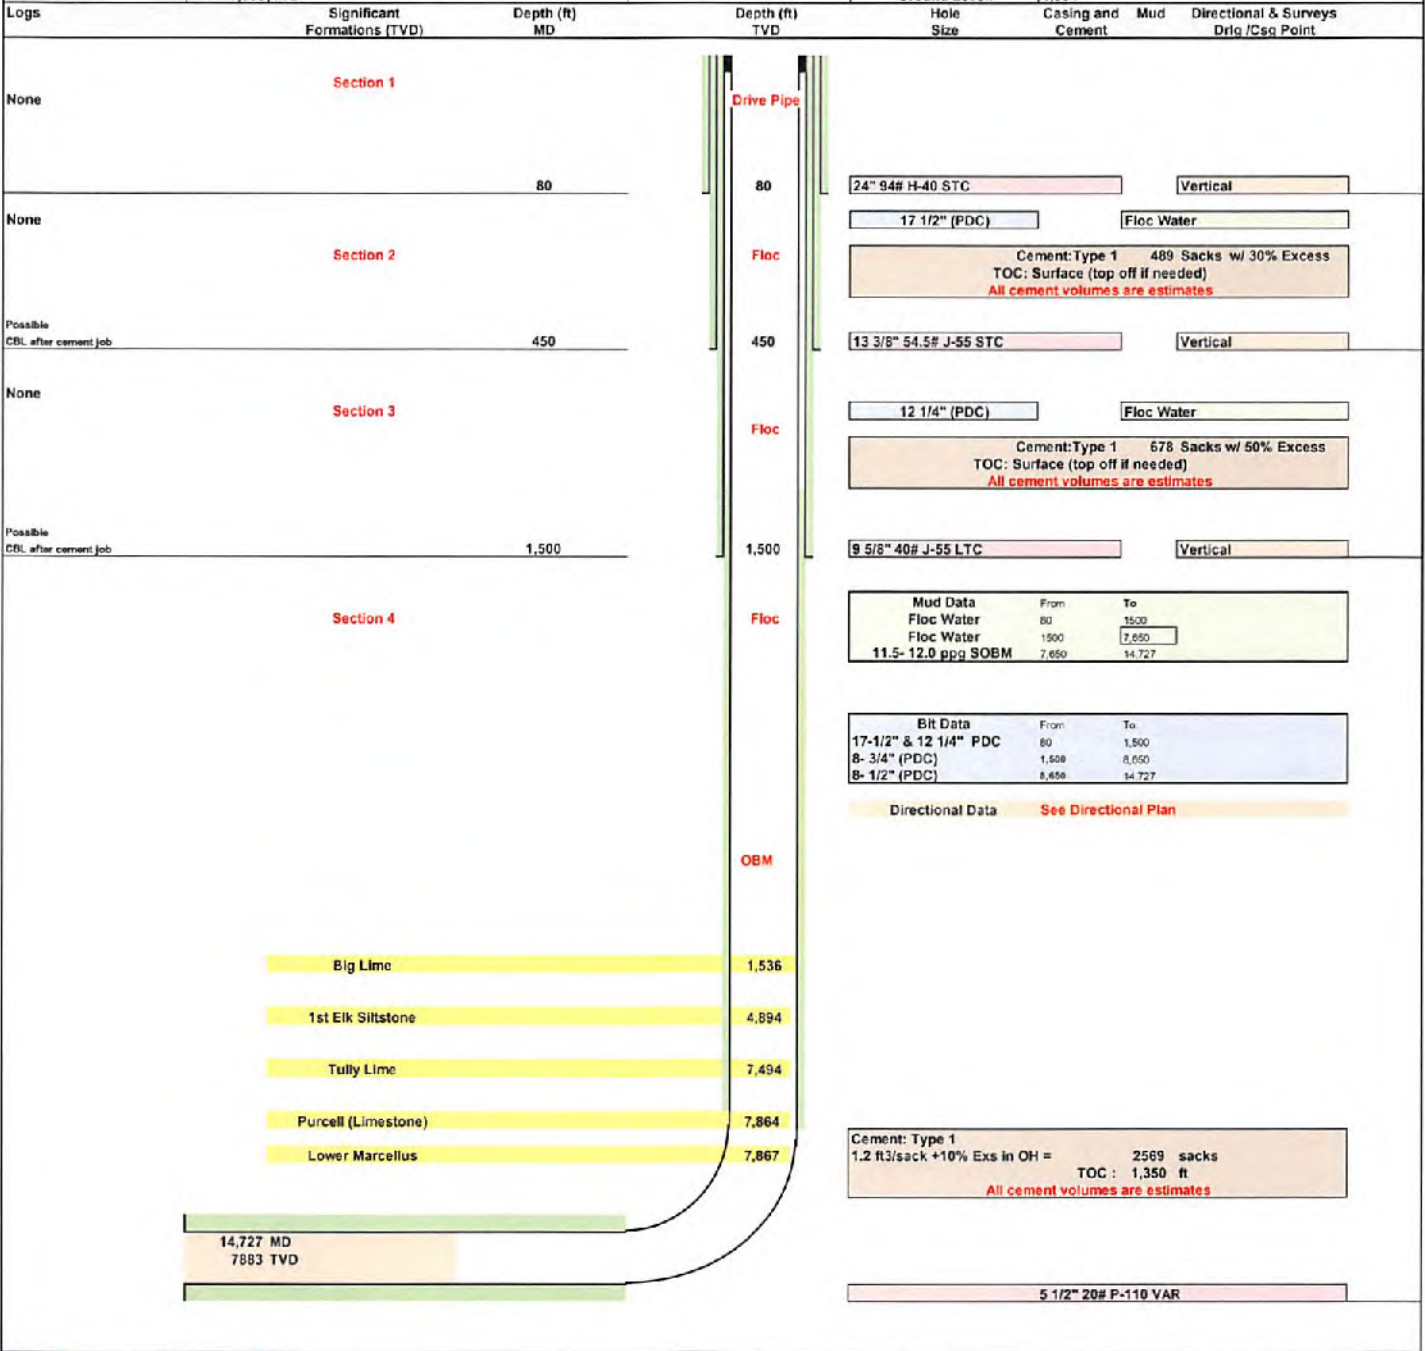 Logs Significant Depth (ft) Depth (ft) Hole Casing and Mud Directional & Surveys
Formations (TVD) MD TVD Size Cement Drlg /Csg Point
Section 1
None Drive Pipe
80 80 24" 94# H-40 STC Vertical
None 17 1/2" (PDC) Floc Water
Section 2 Floc Cement:Type 1 489 Sacks w/ 30% Excess
TOC: Surface (top off if needed)
All cement volumes are estimates
Possible
CBL after cement job 450 450 13 3/8" 54.5# J-55 STC Vertical
None
Section 3 12 1/4" (PDC) Floc Water
Floc
Cement:Type 1 678 Sacks w/ 50% Excess
TOC: Surface (top off if needed)
All cement volumes are estimates
Possible
CBL after cement job 1,500 1,500 9 5/8" 40# J-55 LTC Vertical
Mud Data From To
Section 4 Floc Floc Water 80 1500
Floc Water 1500 7,650
11.5- 12.0 ppg SOBM 7,650 14,727
Bit Data From To
17-1/2" & 12 1/4" PDC 80 1,500
8- 3/4" (PDC) 1,500 8,650
8- 1/2" (PDC) 8,650 14,727
Directional Data See Directional Plan
OBM
Big Lime 1,536
1st Elk Siltstone 4,894
Tully Lime 7,494
Purcell (Limestone) 7,864
Cement: Type 1
Lower Marcellus 7,867 1.2 ft3/sack +10% Exs in OH = 2569 sacks
TOC : 1,350 ft
All cement volumes are estimates
14,727 MD
7883 TVD
5 1/2" 20# P-110 VAR